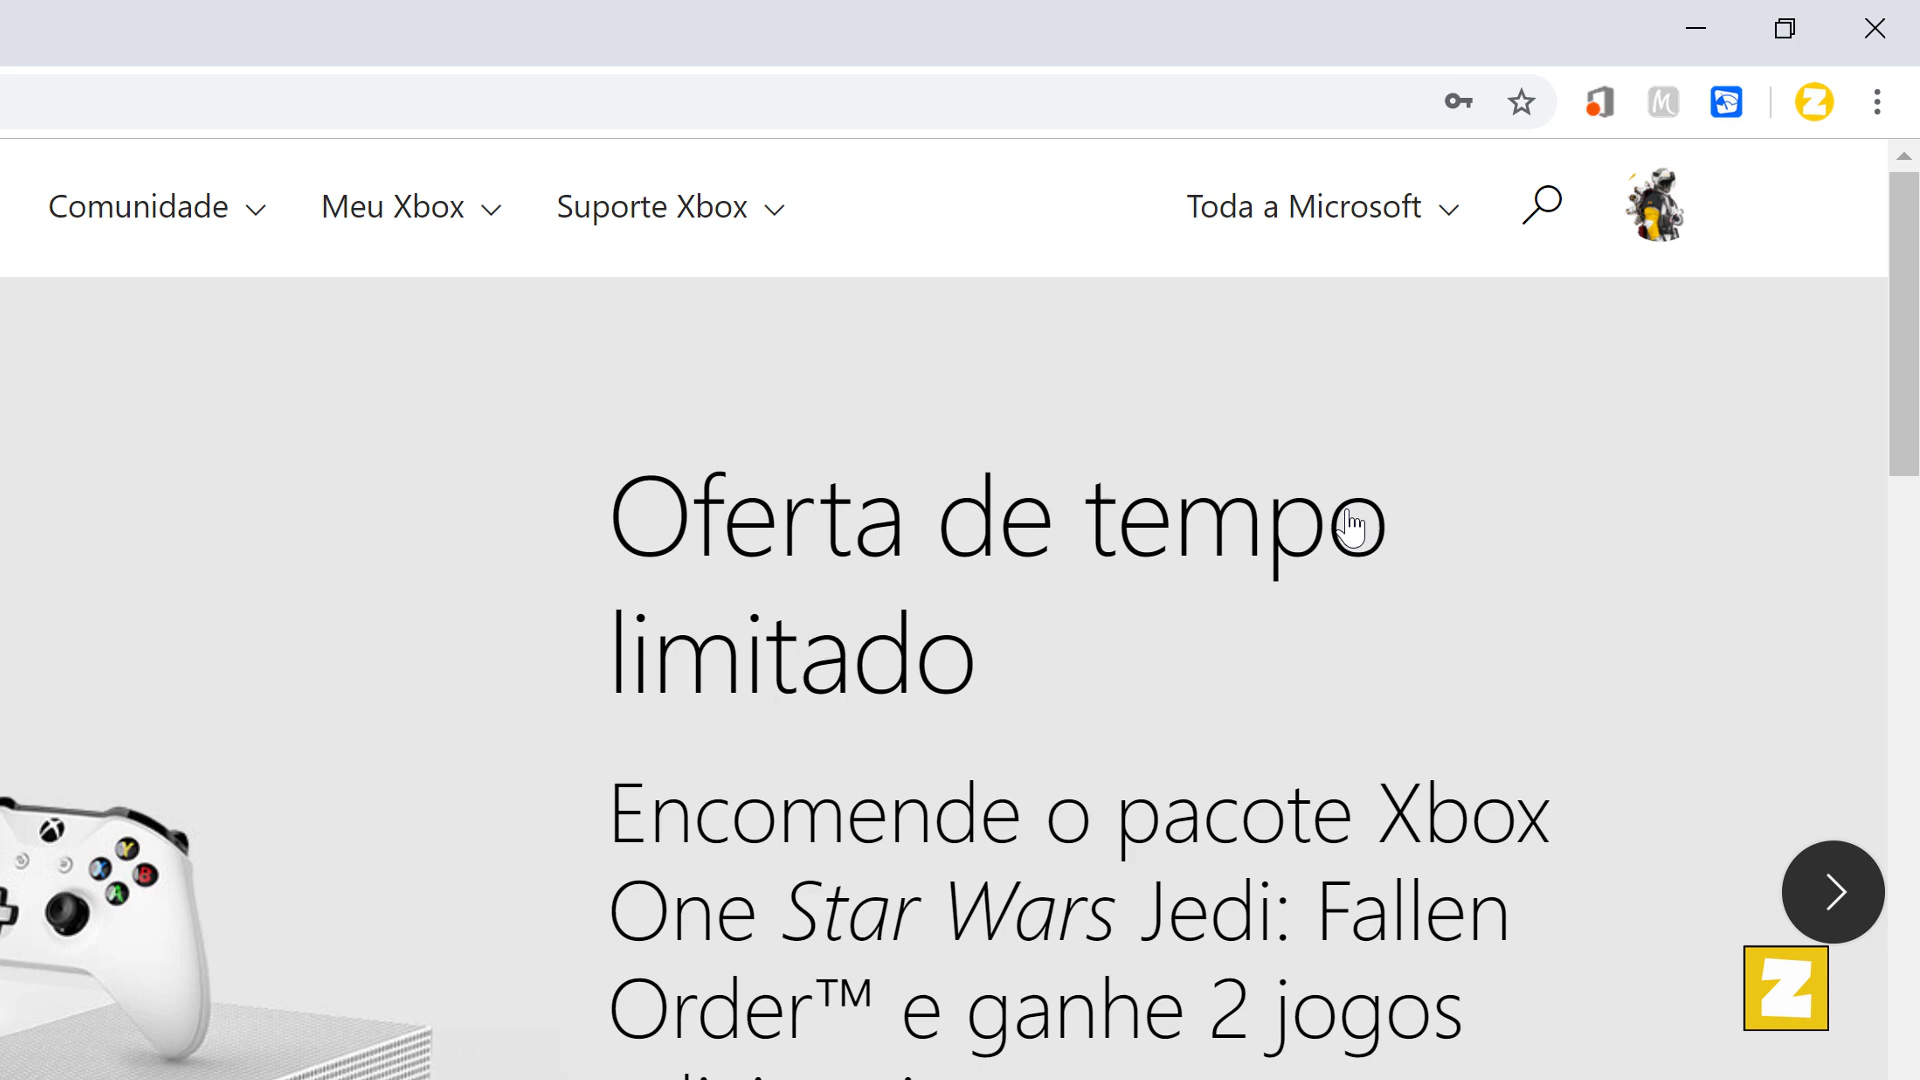 Comunidade
Meu Xbox
Suporte Xbox
Toda a Microsoft
Oferta de tempo
limitado
Encomende o pacote Xbox
One Star Wars Jedi: Fallen
Order™ e ganhe 2 jogos
Y
X
B
A
Z